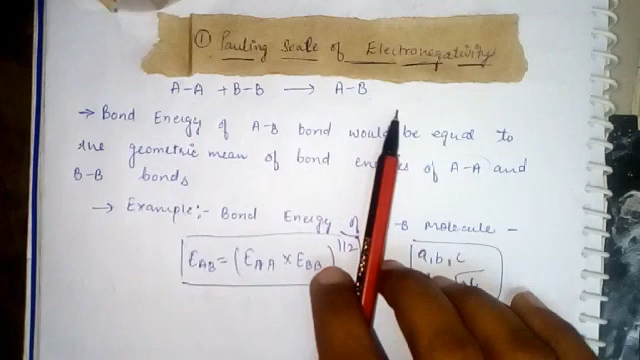 ① Pauling Scale of Electronegativity
A-A + B-B ⟶ A-B
→ Bond Energy of A-B bond would be equal to
the geometric mean of bond of A-A and
B-B bonds
→ Example:- Bond Energy of -B Molecule -
E_AB = (E_AA × E_BB)^1/2
a, b, c